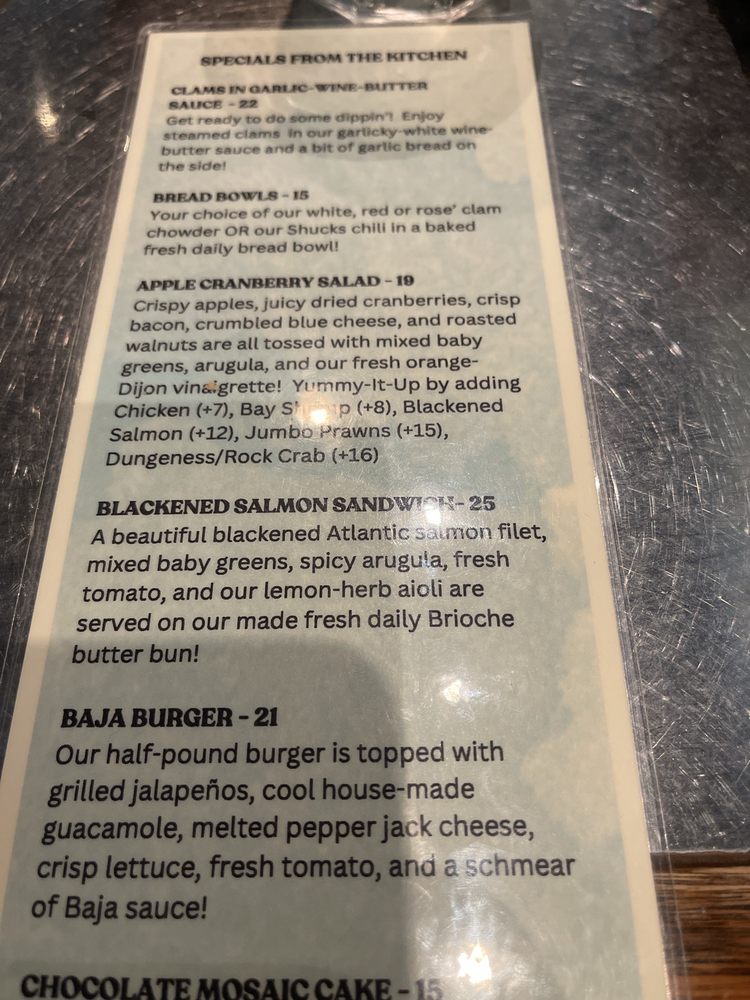 SPECIALS FROM THE KITCHEN
CLAMS IN GARLIC-WINE-BUTTER
SAUCE - 22
Get ready to do some dippin'! Enjoy
steamed clams in our garlicky-white wine-
butter sauce and a bit of garlic bread on
the side!
BREAD BOWLS - 15
Your choice of our white, red or rose' clam
chowder OR our Shucks chili in a baked
fresh daily bread bowl!
APPLE CRANBERRY SALAD - 19
Crispy apples, juicy dried cranberries, crisp
bacon, crumbled blue cheese, and roasted
walnuts are all tossed with mixed baby
greens, arugula, and our fresh orange-
Dijon vinaigrette! Yummy-It-Up by adding
Chicken (+7), Bay Shrimp (+8), Blackened
Salmon (+12), Jumbo Prawns (+15),
Dungeness/Rock Crab (+16)
BLACKENED SALMON SANDWICH- 25
A beautiful blackened Atlantic salmon filet,
mixed baby greens, spicy arugula, fresh
tomato, and our lemon-herb aioli are
served on our made fresh daily Brioche
butter bun!
BAJA BURGER - 21
Our half-pound burger is topped with
grilled jalapeños, cool house-made
guacamole, melted pepper jack cheese,
crisp lettuce, fresh tomato, and a schmear
of Baja sauce!
CHOCOLATE MOSAIC CAKE - 15